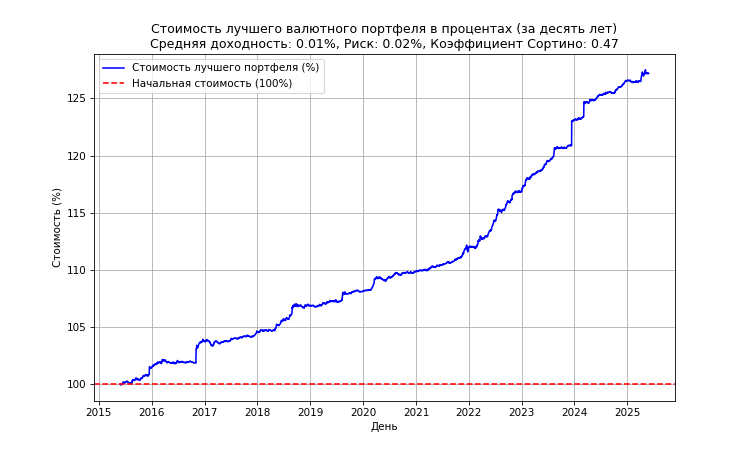 Стоимость лучшего валютного портфеля в процентах (за десять лет)
Средняя доходность: 0.01%, Риск: 0.02%, Коэффициент Сортино: 0.47
Стоимость лучшего портфеля (%)
Начальная стоимость (100%)
Стоимость (%)
125
120
115
110
105
100
2015 2016 2017 2018 2019 2020 2021 2022 2023 2024 2025
День